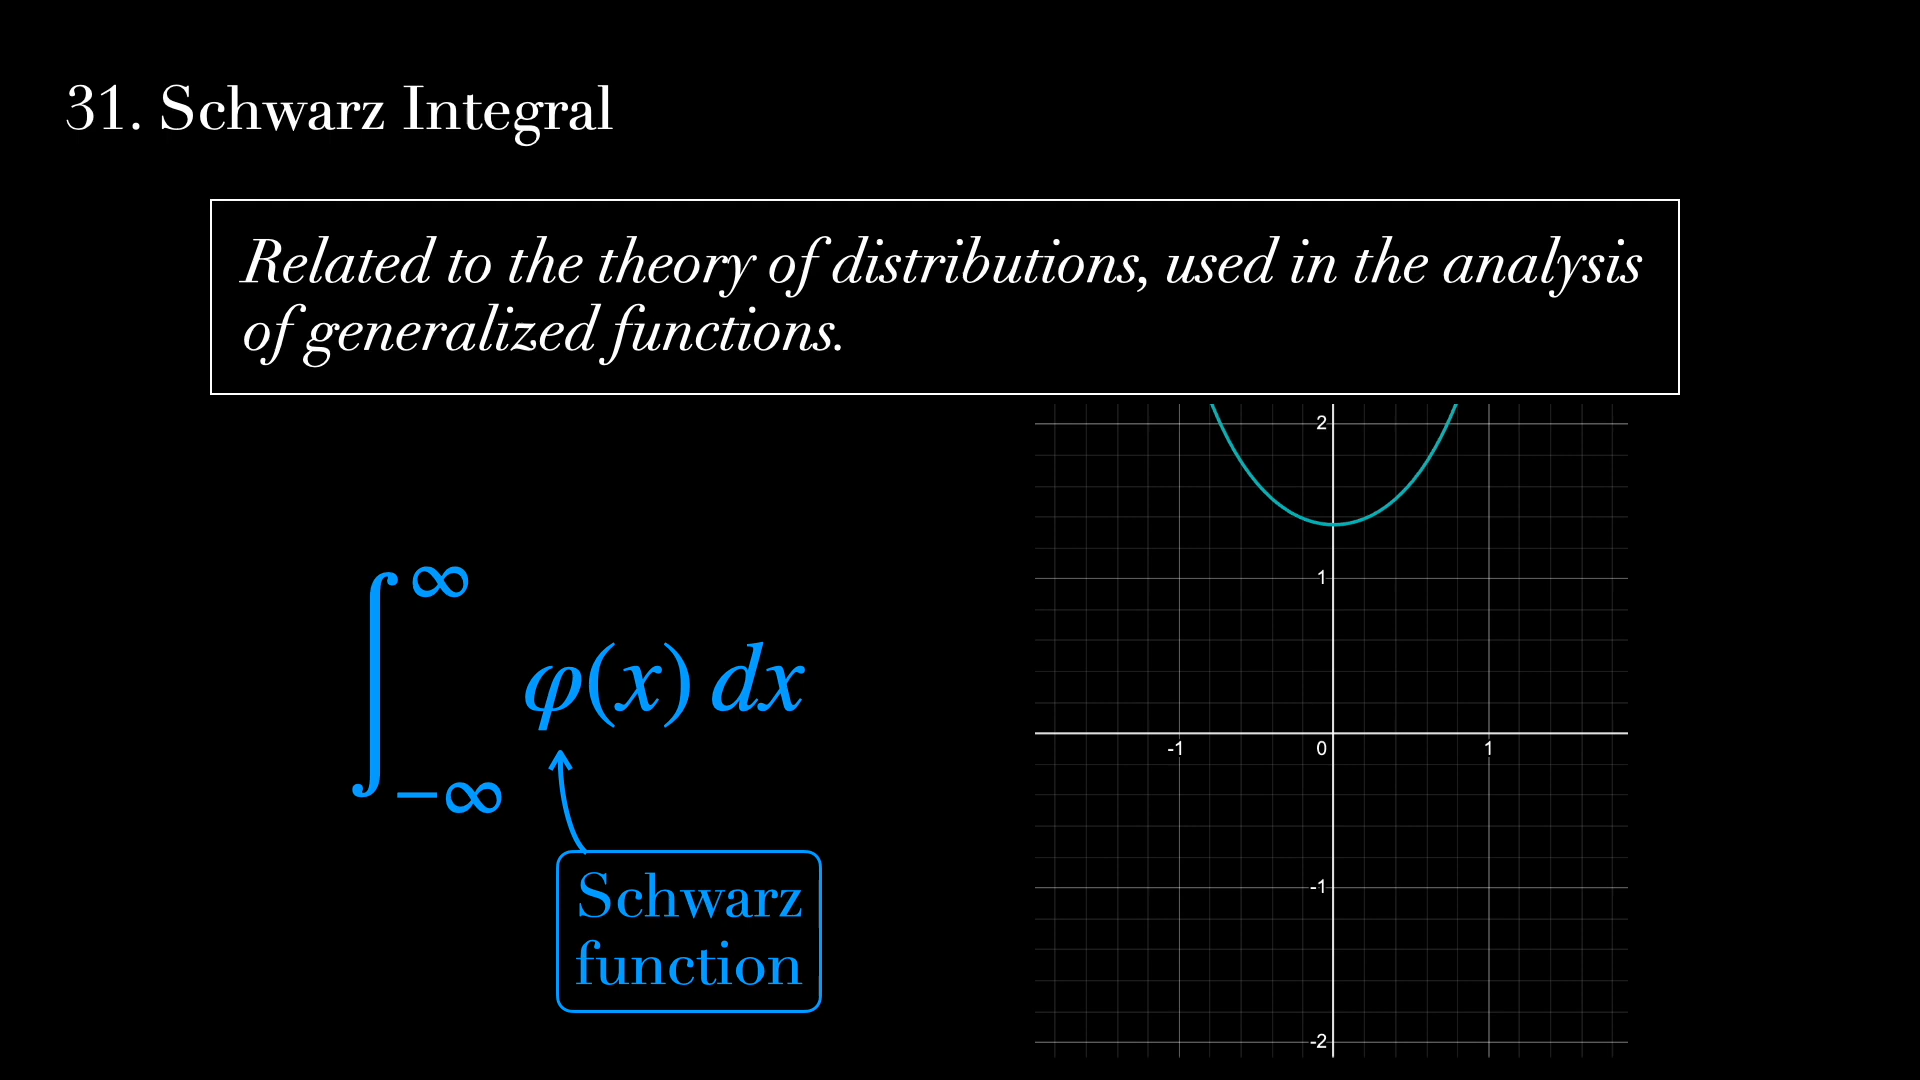 31. Schwarz Integral
Related to the theory of distributions, used in the analysis
of generalized functions.
∫_{-∞}^{∞} φ(x) dx
Schwarz
function
2
1
-1 0 1
-1
-2